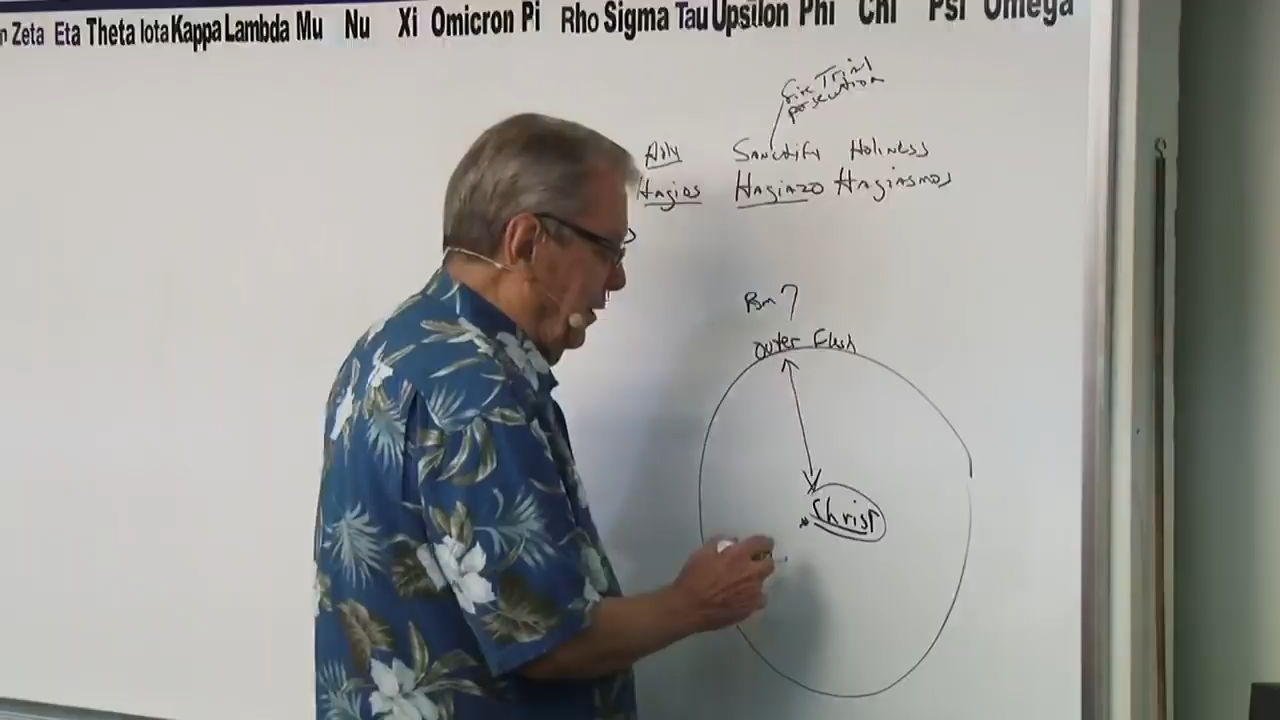 Zeta Eta Theta Iota Kappa Lambda Mu Nu Xi Omicron Pi Rho Sigma Tau Upsilon Phi Chi Psi Omega
Fire Trial
persecution
Holy Sanctify Holiness
Hagios Hagiazo Hagiasmos
Rm 7
outer Flesh
Christ